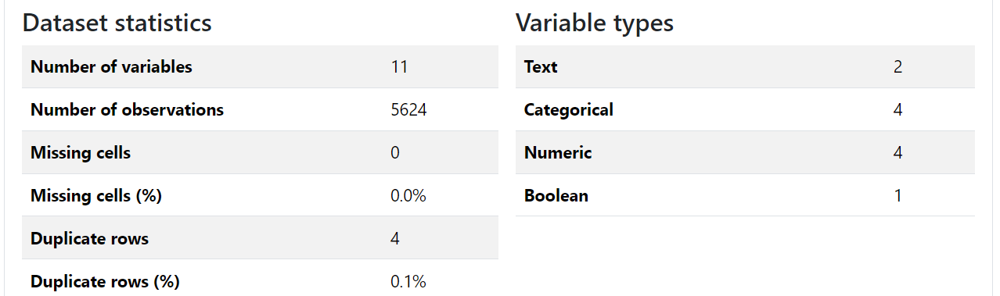 Dataset statistics
Number of variables 11
Number of observations 5624
Missing cells 0
Missing cells (%) 0.0%
Duplicate rows 4
Duplicate rows (%) 0.1%
Variable types
Text 2
Categorical 4
Numeric 4
Boolean 1